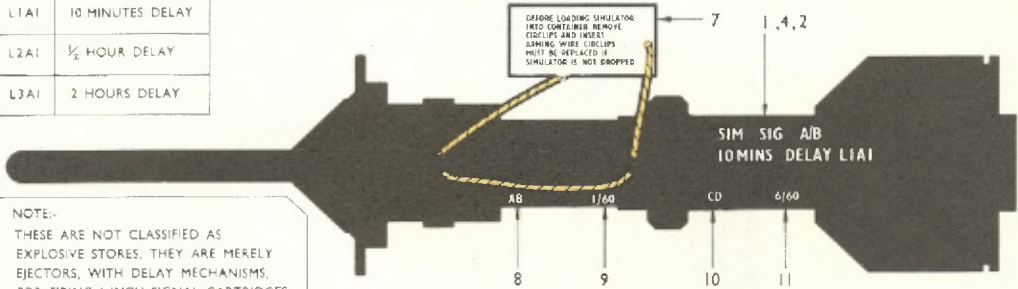 L1A1 10 MINUTES DELAY
L2A1 ½ HOUR DELAY
L3A1 2 HOURS DELAY
BEFORE LOADING SIMULATOR
INTO CONTAINER REMOVE
CIRCLIPS AND INSERT
ARMING WIRE CIRCLIPS
MUST BE REPLACED IF
SIMULATOR IS NOT DROPPED
7
1,4,2
SIM SIG A/B
10MINS DELAY L1A1
AB 1/60 CD 6/60
8 9 10 11
NOTE:-
THESE ARE NOT CLASSIFIED AS
EXPLOSIVE STORES, THEY ARE MERELY
EJECTORS, WITH DELAY MECHANISMS,